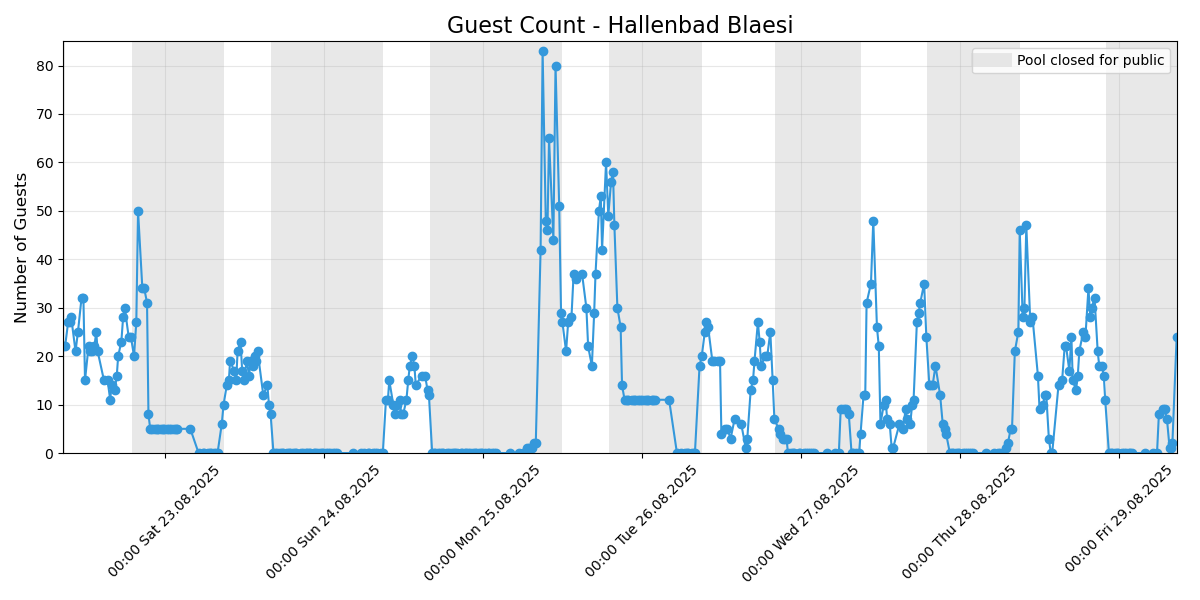 Guest Count - Hallenbad Blaesi
Pool closed for public
Number of Guests
80
70
60
50
40
30
20
10
0
00:00 Sat 23.08.2025
00:00 Sun 24.08.2025
00:00 Mon 25.08.2025
00:00 Tue 26.08.2025
00:00 Wed 27.08.2025
00:00 Thu 28.08.2025
00:00 Fri 29.08.2025